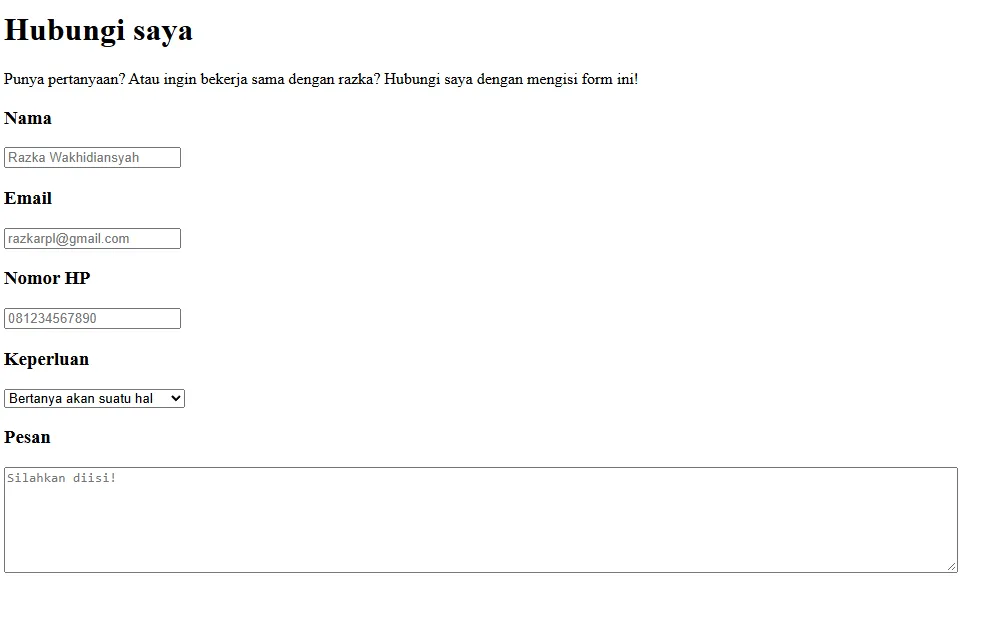 Hubungi saya
Punya pertanyaan? Atau ingin bekerja sama dengan razka? Hubungi saya dengan mengisi form ini!
Nama
Razka Wakhidiansyah
Email
razkarpl@gmail.com
Nomor HP
081234567890
Keperluan
Bertanya akan suatu hal
Pesan
Silahkan diisi!